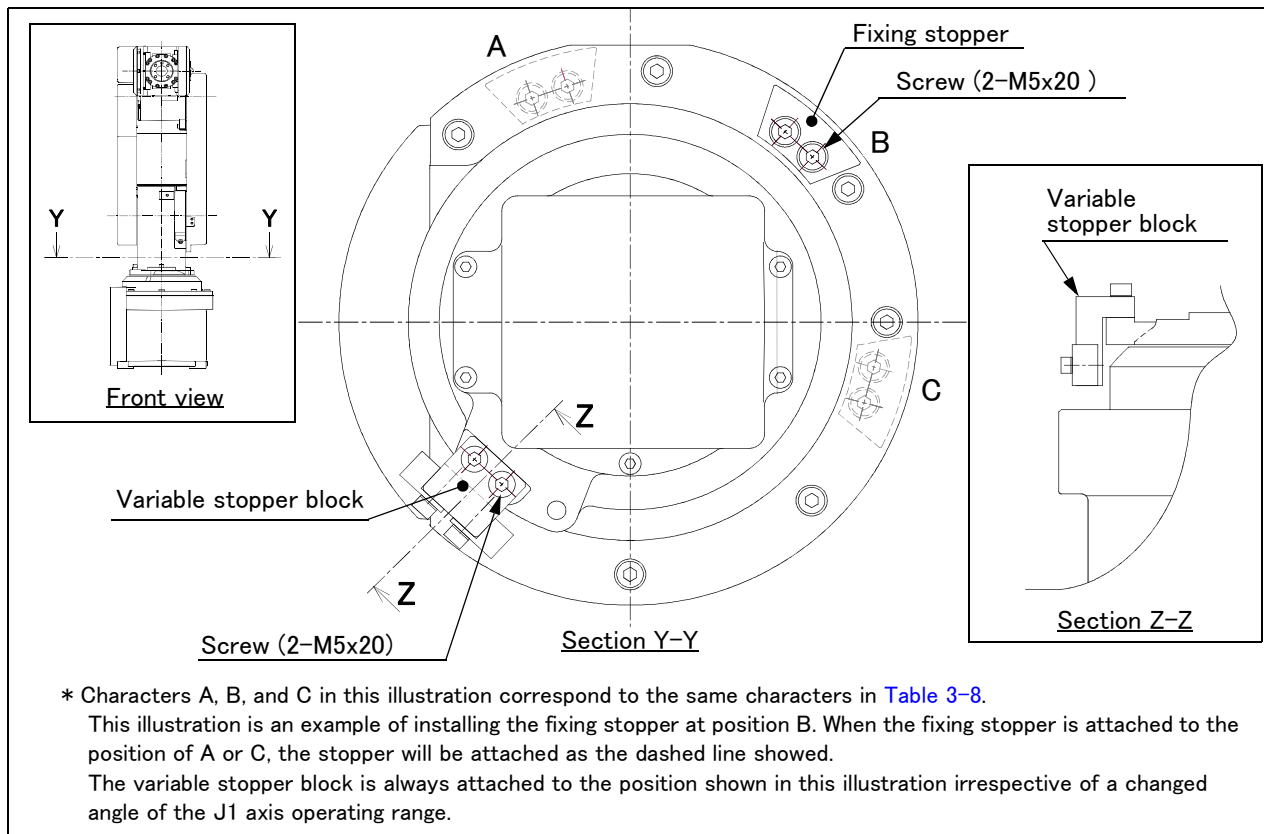 A
Fixing stopper
Screw (2-M5x20 )
B
Variable
stopper block
Y Y
Front view
C
Z
Variable stopper block
Z
Screw (2-M5x20)
Section Y-Y
Section Z-Z
* Characters A, B, and C in this illustration correspond to the same characters in Table 3-8.
This illustration is an example of installing the fixing stopper at position B. When the fixing stopper is attached to the
position of A or C, the stopper will be attached as the dashed line showed.
The variable stopper block is always attached to the position shown in this illustration irrespective of a changed
angle of the J1 axis operating range.